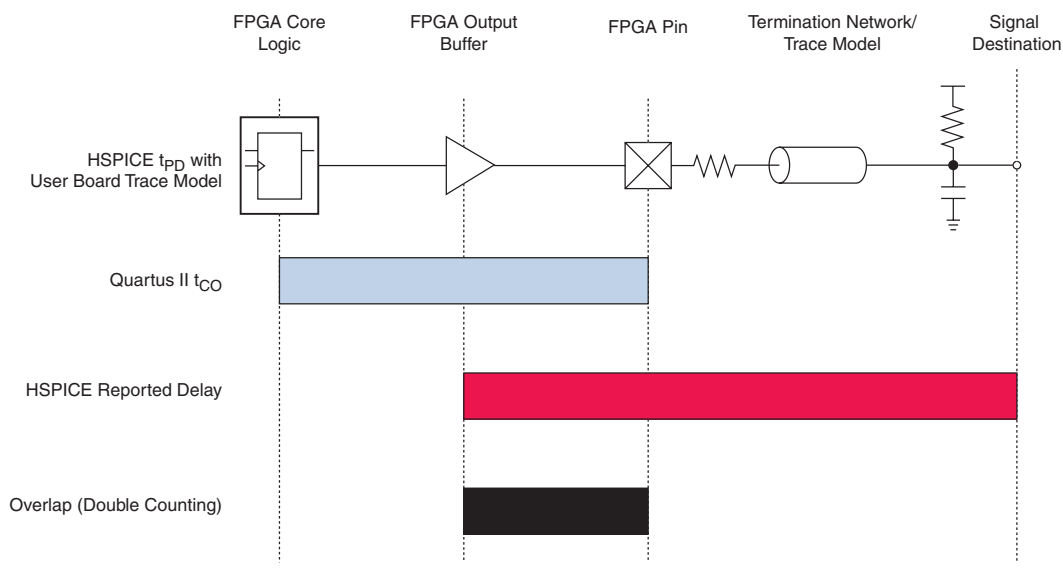 FPGA Core
Logic
FPGA Output
Buffer
FPGA Pin
Termination Network/
Trace Model
Signal
Destination
HSPICE tPD with
User Board Trace Model
Quartus II tCO
HSPICE Reported Delay
Overlap (Double Counting)